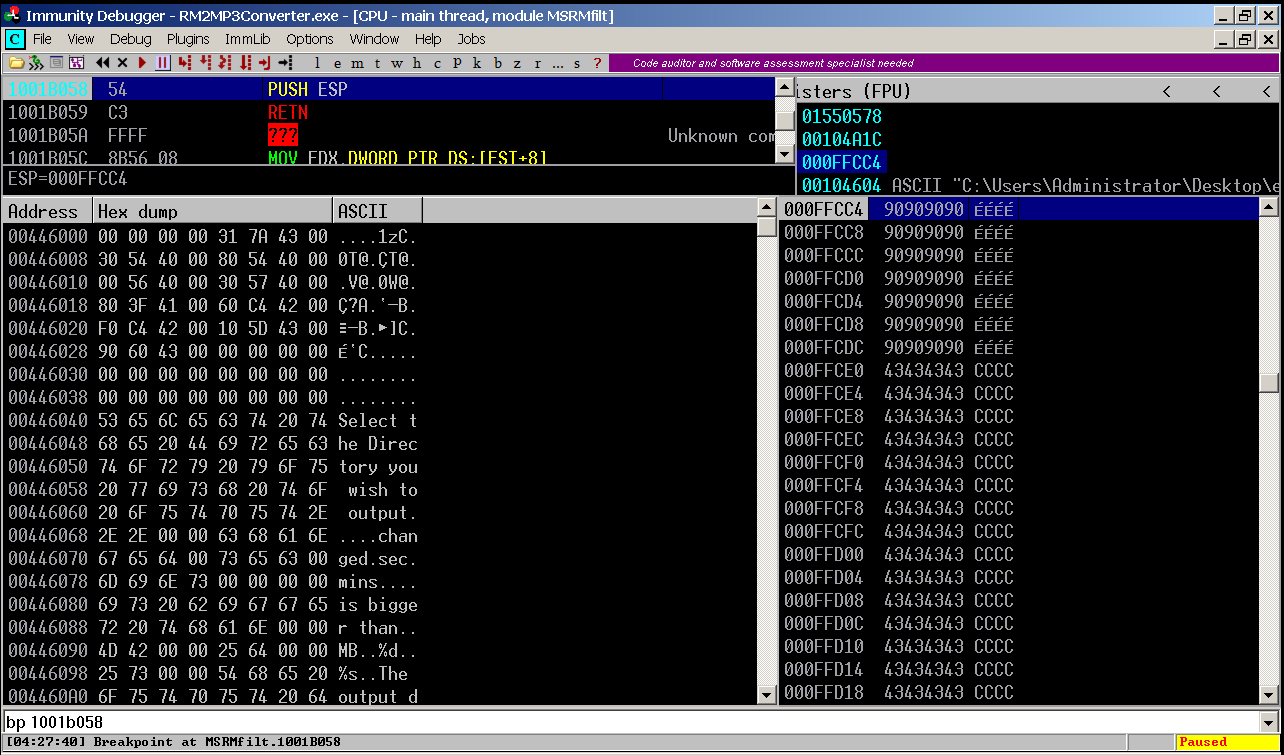 Immunity Debugger - RM2MP3Converter.exe - [CPU - main thread, module MSRMfilt]
C File View Debug Plugins ImmLib Options Window Help Jobs
l e m t w h c P k b z r ... s ? Code auditor and software assessment specialist needed
1001B058 54 PUSH ESP
1001B059 C3 RETN
1001B05A FFFF ??? Unknown com
1001B05C 8B56 08 MOV EDX,DWORD PTR DS:[ESI+8]
ESP=000FFCC4
isters (FPU) < < <
01550578
00104A1C
000FFCC4
00104604 ASCII "C:\Users\Administrator\Desktop\e
Address Hex dump ASCII
00446000 00 00 00 00 31 7A 43 00 ....1zC.
00446008 30 54 40 00 80 54 40 00 0T@.ÇT@.
00446010 00 56 40 00 30 57 40 00 .V@.0W@.
00446018 80 3F 41 00 60 C4 42 00 Ç?A.`─B.
00446020 F0 C4 42 00 10 5D 43 00 ≡─B.►]C.
00446028 90 60 43 00 00 00 00 00 É`C.....
00446030 00 00 00 00 00 00 00 00 ........
00446038 00 00 00 00 00 00 00 00 ........
00446040 53 65 6C 65 63 74 20 74 Select t
00446048 68 65 20 44 69 72 65 63 he Direc
00446050 74 6F 72 79 20 79 6F 75 tory you
00446058 20 77 69 73 68 20 74 6F  wish to
00446060 20 6F 75 74 70 75 74 2E  output.
00446068 2E 2E 00 00 63 68 61 6E ....chan
00446070 67 65 64 00 73 65 63 00 ged.sec.
00446078 6D 69 6E 73 00 00 00 00 mins....
00446080 69 73 20 62 69 67 67 65 is bigge
00446088 72 20 74 68 61 6E 00 00 r than..
00446090 4D 42 00 00 25 64 00 00 MB..%d..
00446098 25 73 00 00 54 68 65 20 %s..The
004460A0 6F 75 74 70 75 74 20 64 output d
000FFCC4 90909090 ÉÉÉÉ
000FFCC8 90909090 ÉÉÉÉ
000FFCCC 90909090 ÉÉÉÉ
000FFCD0 90909090 ÉÉÉÉ
000FFCD4 90909090 ÉÉÉÉ
000FFCD8 90909090 ÉÉÉÉ
000FFCDC 90909090 ÉÉÉÉ
000FFCE0 43434343 CCCC
000FFCE4 43434343 CCCC
000FFCE8 43434343 CCCC
000FFCEC 43434343 CCCC
000FFCF0 43434343 CCCC
000FFCF4 43434343 CCCC
000FFCF8 43434343 CCCC
000FFCFC 43434343 CCCC
000FFD00 43434343 CCCC
000FFD04 43434343 CCCC
000FFD08 43434343 CCCC
000FFD0C 43434343 CCCC
000FFD10 43434343 CCCC
000FFD14 43434343 CCCC
000FFD18 43434343 CCCC
bp 1001b058
[04:27:40] Breakpoint at MSRMfilt.1001B058 Paused